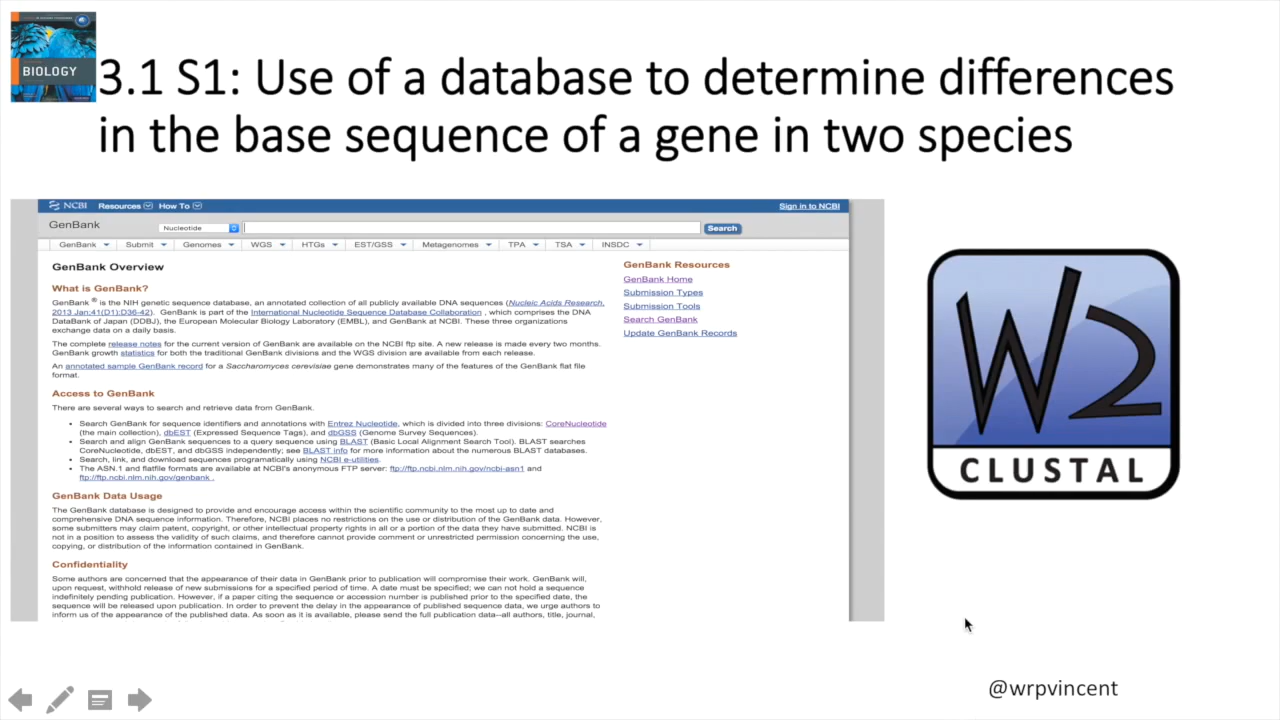 BIOLOGY
3.1 S1: Use of a database to determine differences
in the base sequence of a gene in two species
NCBI Resources How To Sign in to NCBI
GenBank Nucleotide Search
GenBank Submit Genomes WGS HTGs EST/GSS Metagenomes TPA TSA INSDC
GenBank Overview
What is GenBank?
GenBank ® is the NIH genetic sequence database, an annotated collection of all publicly available DNA sequences (Nucleic Acids Research,
2013 Jan;41(D1):D36-42). GenBank is part of the International Nucleotide Sequence Database Collaboration , which comprises the DNA
DataBank of Japan (DDBJ), the European Molecular Biology Laboratory (EMBL), and GenBank at NCBI. These three organizations
exchange data on a daily basis.
The complete release notes for the current version of GenBank are available on the NCBI ftp site. A new release is made every two months.
GenBank growth statistics for both the traditional GenBank divisions and the WGS division are available from each release.
An annotated sample GenBank record for a Saccharomyces cerevisiae gene demonstrates many of the features of the GenBank flat file
format.
Access to GenBank
There are several ways to search and retrieve data from GenBank.
• Search GenBank for sequence identifiers and annotations with Entrez Nucleotide, which is divided into three divisions: CoreNucleotide
(the main collection), dbEST (Expressed Sequence Tags), and dbGSS (Genome Survey Sequences).
• Search and align GenBank sequences to a query sequence using BLAST (Basic Local Alignment Search Tool). BLAST searches
CoreNucleotide, dbEST, and dbGSS independently; see BLAST info for more information about the numerous BLAST databases.
• Search, link, and download sequences programatically using NCBI e-utilities.
• The ASN.1 and flatfile formats are available at NCBI's anonymous FTP server: ftp://ftp.ncbi.nlm.nih.gov/ncbi-asn1 and
ftp://ftp.ncbi.nlm.nih.gov/genbank .
GenBank Data Usage
The GenBank database is designed to provide and encourage access within the scientific community to the most up to date and
comprehensive DNA sequence information. Therefore, NCBI places no restrictions on the use or distribution of the GenBank data. However,
some submitters may claim patent, copyright, or other intellectual property rights in all or a portion of the data they have submitted. NCBI is
not in a position to assess the validity of such claims, and therefore cannot provide comment or unrestricted permission concerning the use,
copying, or distribution of the information contained in GenBank.
Confidentiality
Some authors are concerned that the appearance of their data in GenBank prior to publication will compromise their work. GenBank will,
upon request, withhold release of new submissions for a specified period of time. A date must be specified; we can not hold a sequence
indefinitely pending publication. However, if a paper citing the sequence or accession number is published prior to the specified date, the
sequence will be released upon publication. In order to prevent the delay in the appearance of published sequence data, we urge authors to
inform us of the appearance of the published data. As soon as it is available, please send the full publication data--all authors, title, journal,
GenBank Resources
GenBank Home
Submission Types
Submission Tools
Search GenBank
Update GenBank Records
W2
CLUSTAL
@wrpvincent